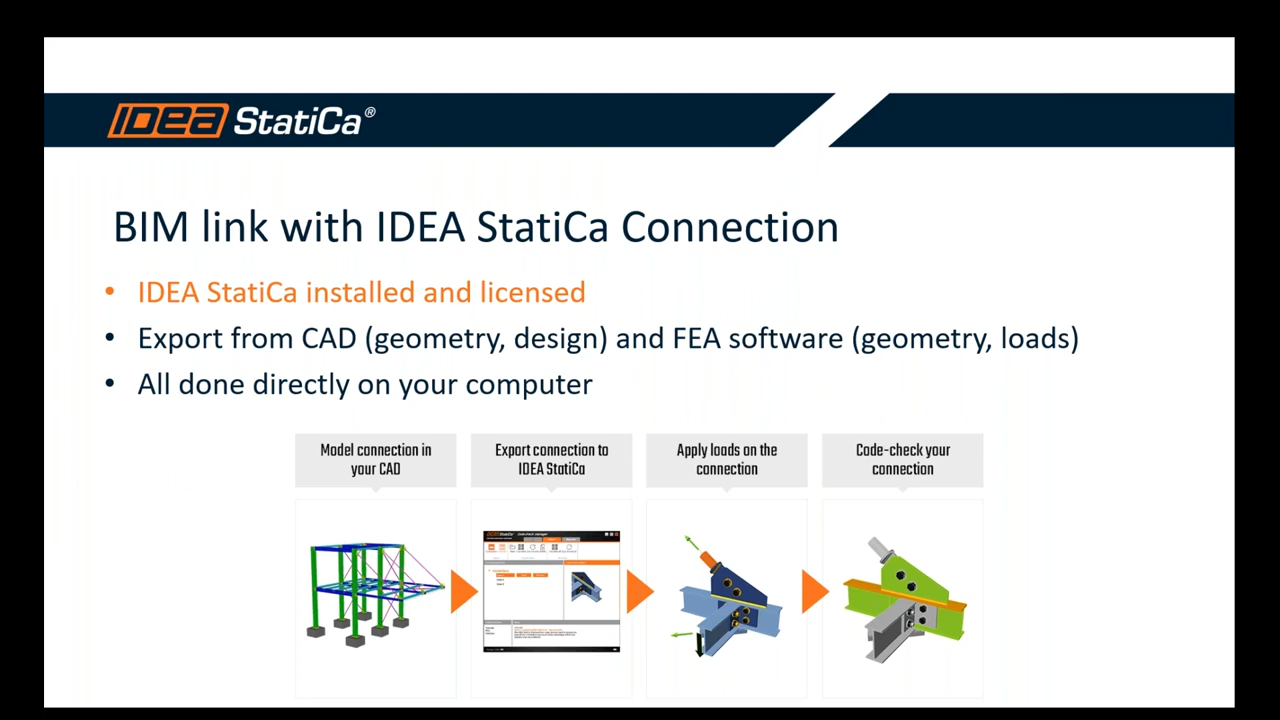 IDEA StatiCa®
BIM link with IDEA StatiCa Connection
• IDEA StatiCa installed and licensed
• Export from CAD (geometry, design) and FEA software (geometry, loads)
• All done directly on your computer
Model connection in
your CAD
Export connection to
IDEA StatiCa
Apply loads on the
connection
Code-check your
connection